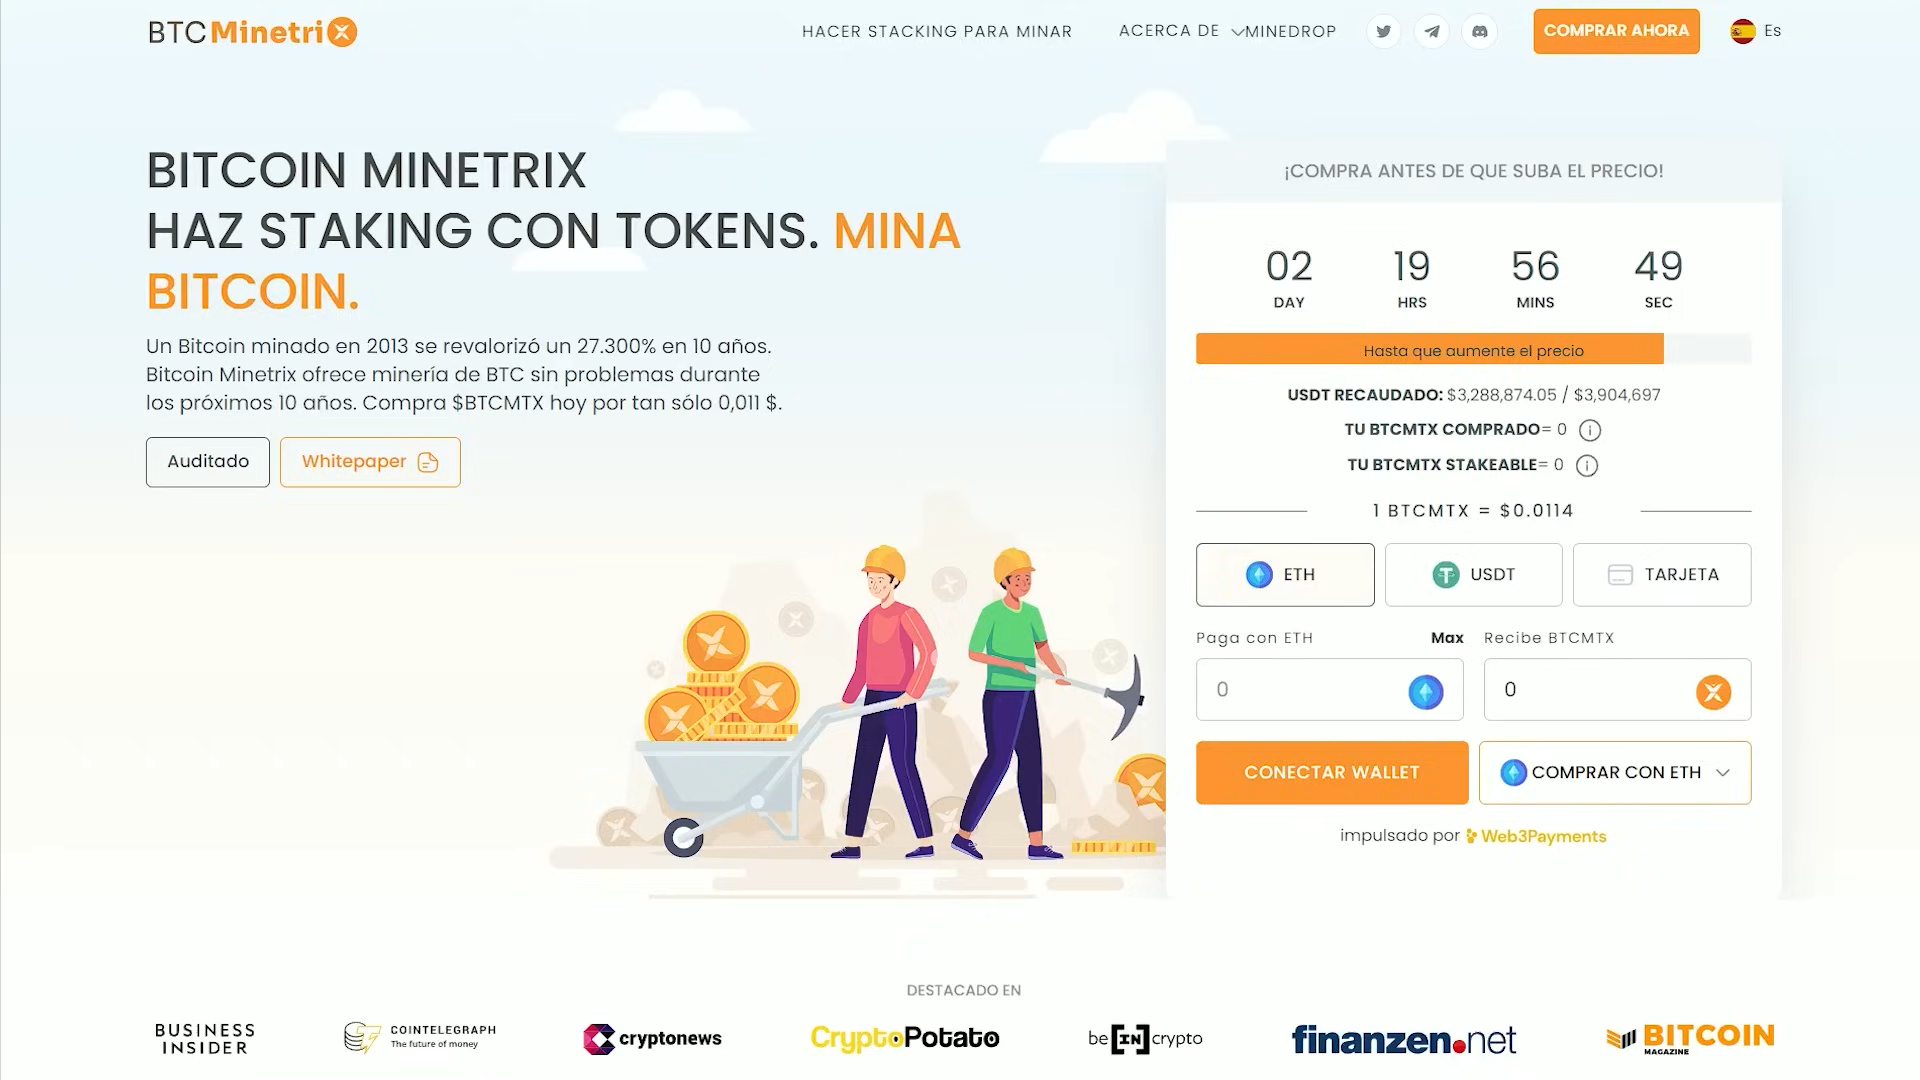 BTC Minetrix
HACER STACKING PARA MINAR
ACERCA DE
MINEDROP
COMPRAR AHORA
Es
BITCOIN MINETRIX
HAZ STAKING CON TOKENS. MINA
BITCOIN.
Un Bitcoin minado en 2013 se revalorizó un 27.300% en 10 años.
Bitcoin Minetrix ofrece minería de BTC sin problemas durante
los próximos 10 años. Compra $BTCMTX hoy por tan sólo 0,011 $.
Auditado
Whitepaper
¡COMPRA ANTES DE QUE SUBA EL PRECIO!
02 19 56 49
DAY HRS MINS SEC
Hasta que aumente el precio
USDT RECAUDADO: $3,288,874.05 / $3,904,697
TU BTCMTX COMPRADO= 0
TU BTCMTX STAKEABLE= 0
1 BTCMTX = $0.0114
ETH
USDT
TARJETA
Paga con ETH Max
Recibe BTCMTX
0
0
CONECTAR WALLET
COMPRAR CON ETH
impulsado por Web3Payments
DESTACADO EN
BUSINESS
INSIDER
COINTELEGRAPH
The future of money
cryptonews
CryptoPotato
be[IN]crypto
finanzen.net
BITCOIN
MAGAZINE